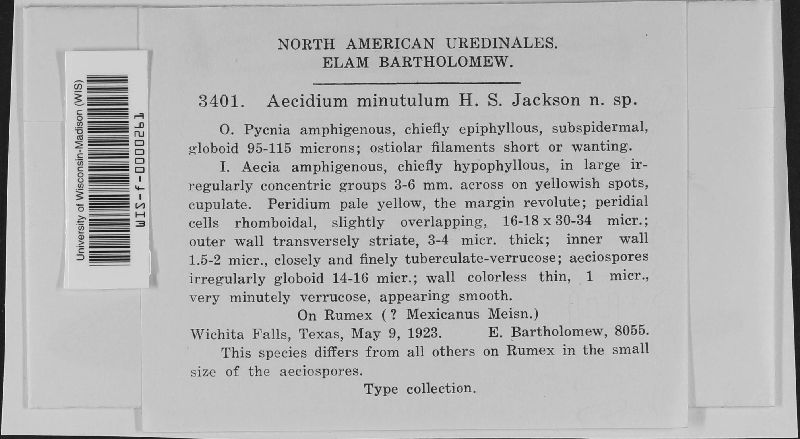 NORTH AMERICAN UREDINALES.
ELAM BARTHOLOMEW.
3401. Aecidium minutulum H. S. Jackson n. sp.
O. Pycnia amphigenous, chiefly epiphyllous, subspidermal,
globoid 95-115 microns; ostiolar filaments short or wanting.
I. Aecia amphigenous, chiefly hypophyllous, in large ir-
regularly concentric groups 3-6 mm. across on yellowish spots,
cupulate. Peridium pale yellow, the margin revolute; peridial
cells rhomboidal, slightly overlapping, 16-18 x 30-34 micr.;
outer wall transversely striate, 3-4 micr. thick; inner wall
1.5-2 micr., closely and finely tuberculate-verrucose; aeciospores
irregularly globoid 14-16 micr.; wall colorless thin, 1 micr.,
very minutely verrucose, appearing smooth.
On Rumex (? Mexicanus Meisn.)
Wichita Falls, Texas, May 9, 1923. E. Bartholomew, 8055.
This species differs from all others on Rumex in the small
size of the aeciospores.
Type collection.
University of Wisconsin-Madison (WIS)
WIS-f-0000261